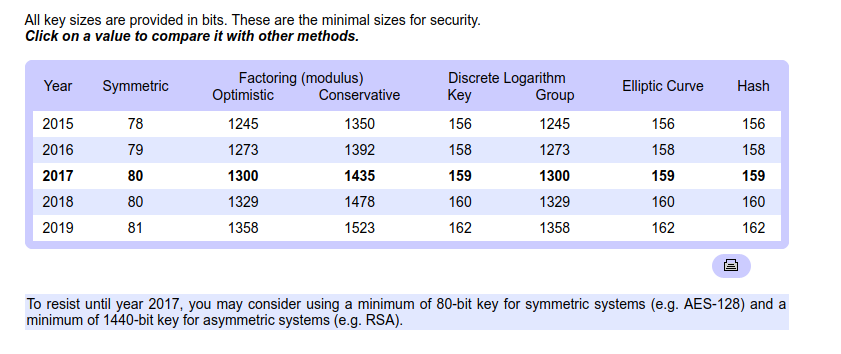 All key sizes are provided in bits. These are the minimal sizes for security.
Click on a value to compare it with other methods.
Year Symmetric Factoring (modulus) Discrete Logarithm Elliptic Curve Hash
Optimistic Conservative Key Group
2015 78 1245 1350 156 1245 156 156
2016 79 1273 1392 158 1273 158 158
2017 80 1300 1435 159 1300 159 159
2018 80 1329 1478 160 1329 160 160
2019 81 1358 1523 162 1358 162 162
To resist until year 2017, you may consider using a minimum of 80-bit key for symmetric systems (e.g. AES-128) and a
minimum of 1440-bit key for asymmetric systems (e.g. RSA).